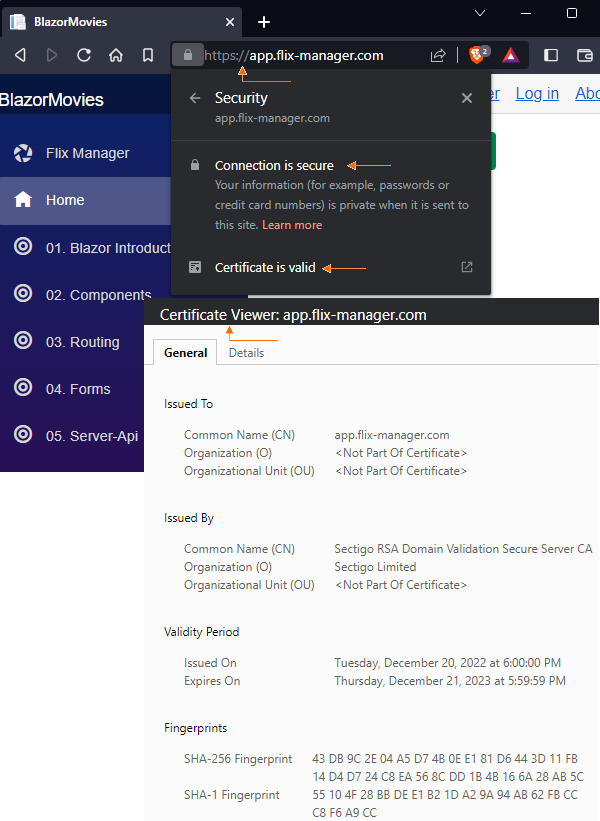 BlazorMovies
https://app.flix-manager.com
2
BlazorMovies
er Log in Abo
Security
app.flix-manager.com
Flix Manager
Connection is secure
Your information (for example, passwords or
credit card numbers) is private when it is sent to
this site. Learn more
Home
01. Blazor Introduct
Certificate is valid
02. Components
Certificate Viewer: app.flix-manager.com
03. Routing
General Details
04. Forms
05. Server-Api
Issued To
Common Name (CN) app.flix-manager.com
Organization (O) <Not Part Of Certificate>
Organizational Unit (OU) <Not Part Of Certificate>
Issued By
Common Name (CN) Sectigo RSA Domain Validation Secure Server CA
Organization (O) Sectigo Limited
Organizational Unit (OU) <Not Part Of Certificate>
Validity Period
Issued On Tuesday, December 20, 2022 at 6:00:00 PM
Expires On Thursday, December 21, 2023 at 5:59:59 PM
Fingerprints
SHA-256 Fingerprint 43 DB 9C 2E 04 A5 D7 4B 0E E1 81 D6 44 3D 11 FB
14 D4 D7 24 C8 EA 56 8C DD 1B 4B 16 6A 28 AB 5C
SHA-1 Fingerprint 55 10 4F 28 BB DE E1 B2 1D A2 9A 94 AB 62 FB CC
C8 F6 A9 CC